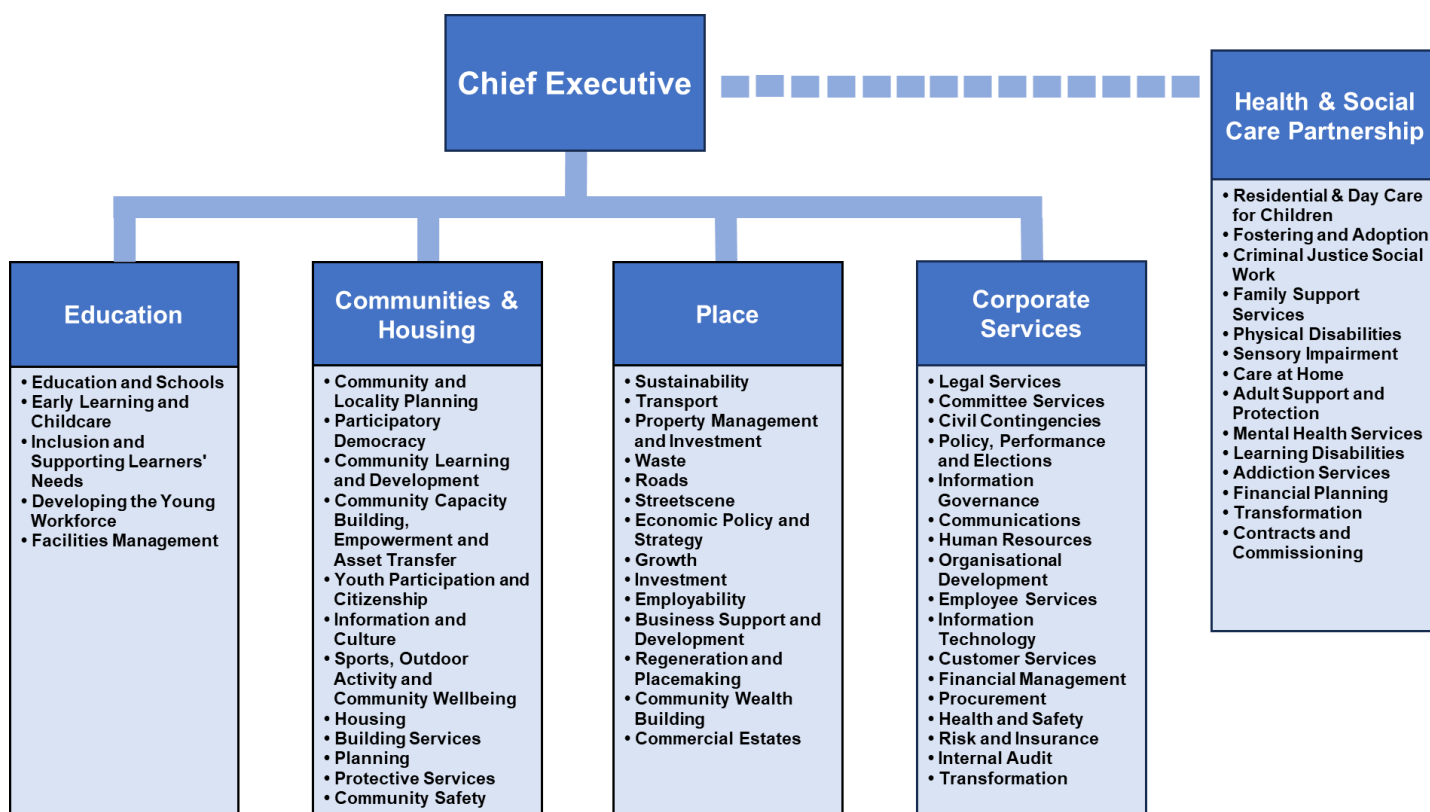 Chief Executive
Health & Social
Care Partnership
• Residential & Day Care
for Children
• Fostering and Adoption
• Criminal Justice Social
Work
• Family Support
Services
• Physical Disabilities
• Sensory Impairment
• Care at Home
• Adult Support and
Protection
• Mental Health Services
• Learning Disabilities
• Addiction Services
• Financial Planning
• Transformation
• Contracts and
Commissioning
Education
• Education and Schools
• Early Learning and
Childcare
• Inclusion and
Supporting Learners'
Needs
• Developing the Young
Workforce
• Facilities Management
Communities &
Housing
• Community and
Locality Planning
• Participatory
Democracy
• Community Learning
and Development
• Community Capacity
Building,
Empowerment and
Asset Transfer
• Youth Participation and
Citizenship
• Information and
Culture
• Sports, Outdoor
Activity and
Community Wellbeing
• Housing
• Building Services
• Planning
• Protective Services
• Community Safety
Place
• Sustainability
• Transport
• Property Management
and Investment
• Waste
• Roads
• Streetscene
• Economic Policy and
Strategy
• Growth
• Investment
• Employability
• Business Support and
Development
• Regeneration and
Placemaking
• Community Wealth
Building
• Commercial Estates
Corporate
Services
• Legal Services
• Committee Services
• Civil Contingencies
• Policy, Performance
and Elections
• Information
Governance
• Communications
• Human Resources
• Organisational
Development
• Employee Services
• Information
Technology
• Customer Services
• Financial Management
• Procurement
• Health and Safety
• Risk and Insurance
• Internal Audit
• Transformation